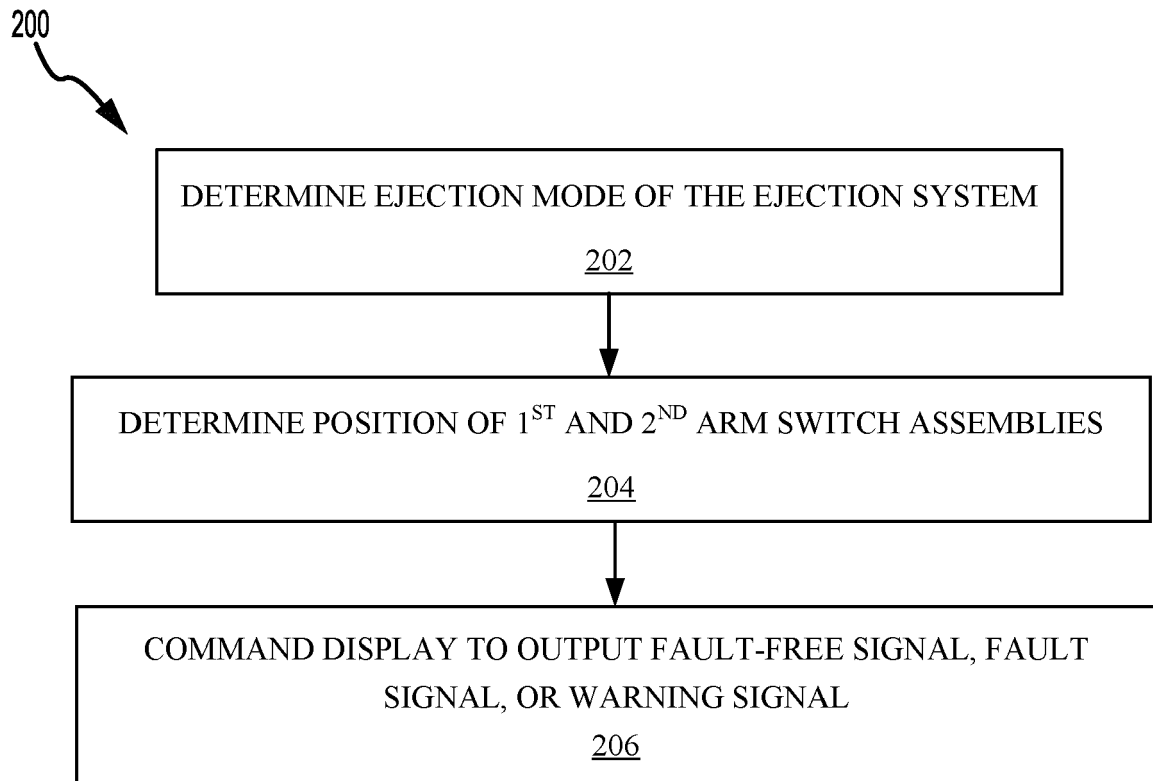 200
DETERMINE EJECTION MODE OF THE EJECTION SYSTEM
202
DETERMINE POSITION OF 1ST AND 2ND ARM SWITCH ASSEMBLIES
204
COMMAND DISPLAY TO OUTPUT FAULT-FREE SIGNAL, FAULT
SIGNAL, OR WARNING SIGNAL
206